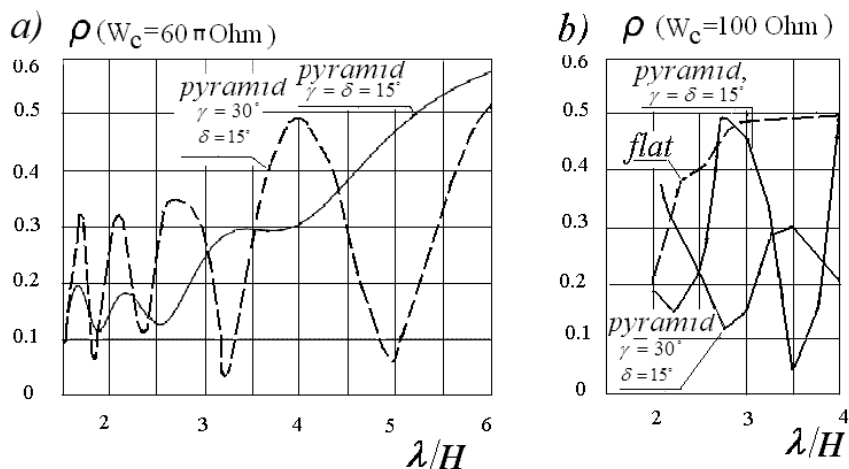 a) ρ (Wc=60 π Ohm)
0.6
0.5
0.4
0.3
0.2
0.1
0
pyramid
γ = 30°
δ = 15°
pyramid
γ = δ = 15°
2 3 4 5 6
λ/H
b) ρ (Wc=100 Ohm)
0.6
0.5
0.4
0.3
0.2
0.1
0
pyramid,
γ = δ = 15°
flat
pyramid
γ = 30°
δ = 15°
2 3 4
λ/H